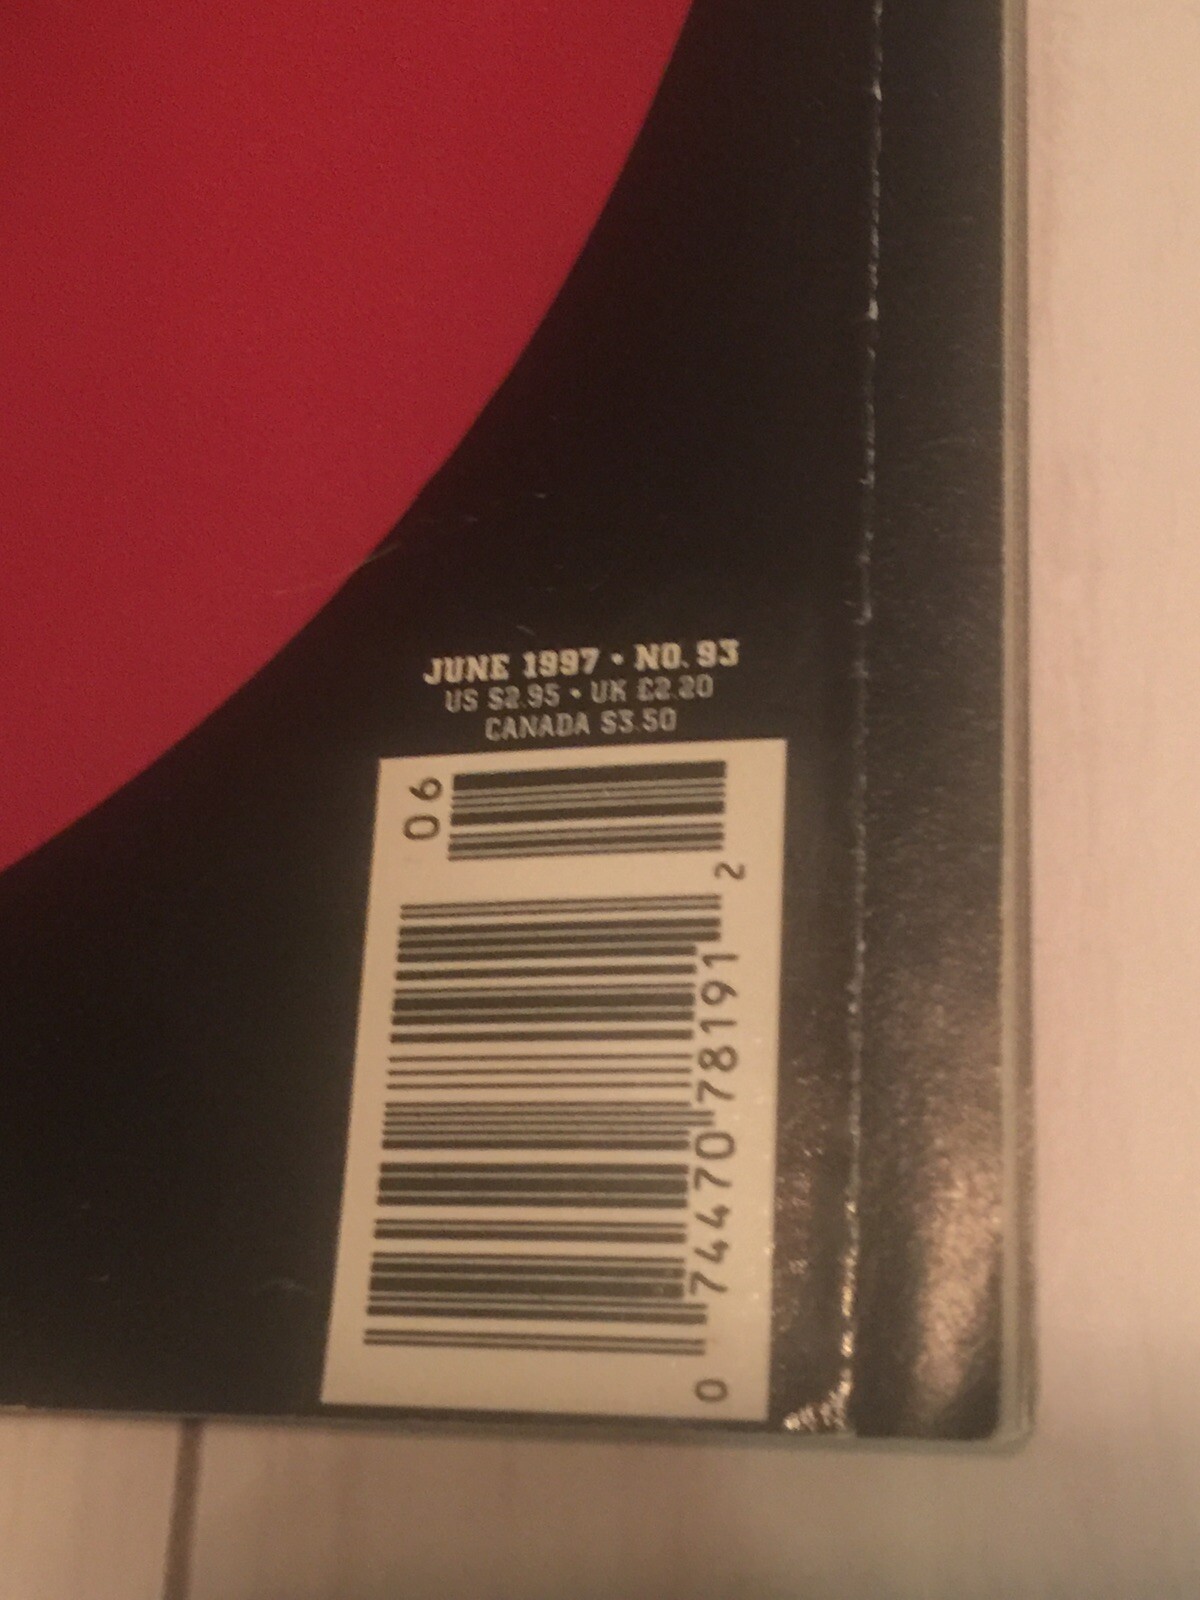 JUNE 1997 • NO. 93
US $2.95 • UK £2.20
CANADA $3.50
06
0 74470 78191 2